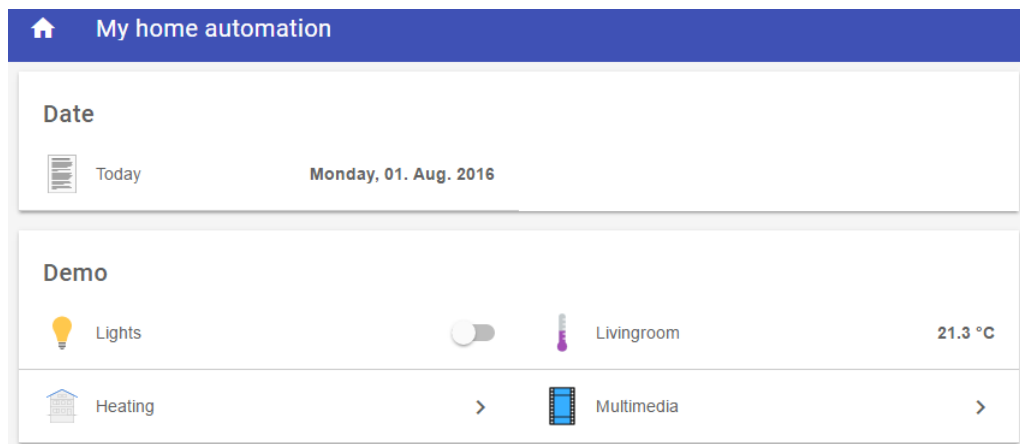 My home automation
Date
Today Monday, 01. Aug. 2016
Demo
Lights Livingroom 21.3 °C
Heating Multimedia